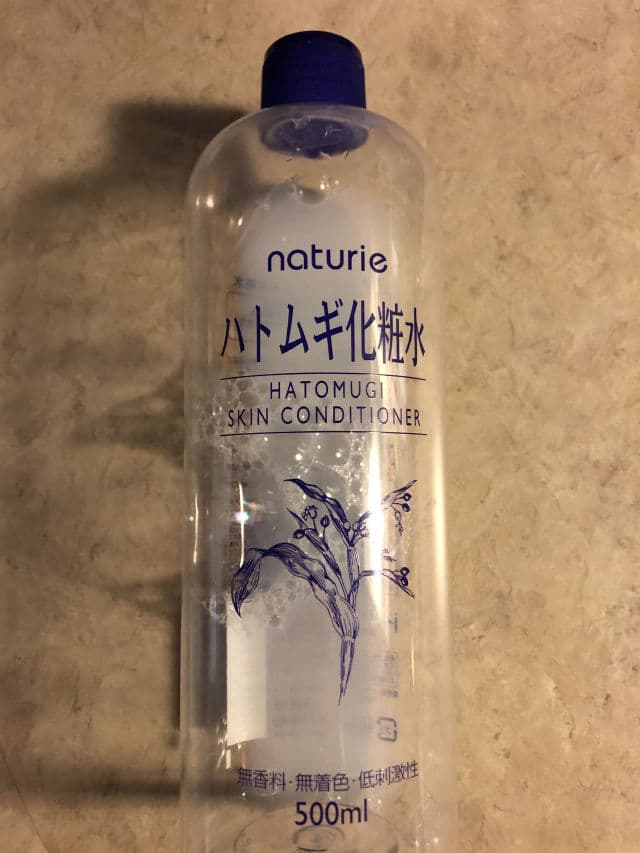 naturie
ハトムギ化粧水
HATOMUGI
SKIN CONDITIONER
無香料・無着色・低刺激性
500ml